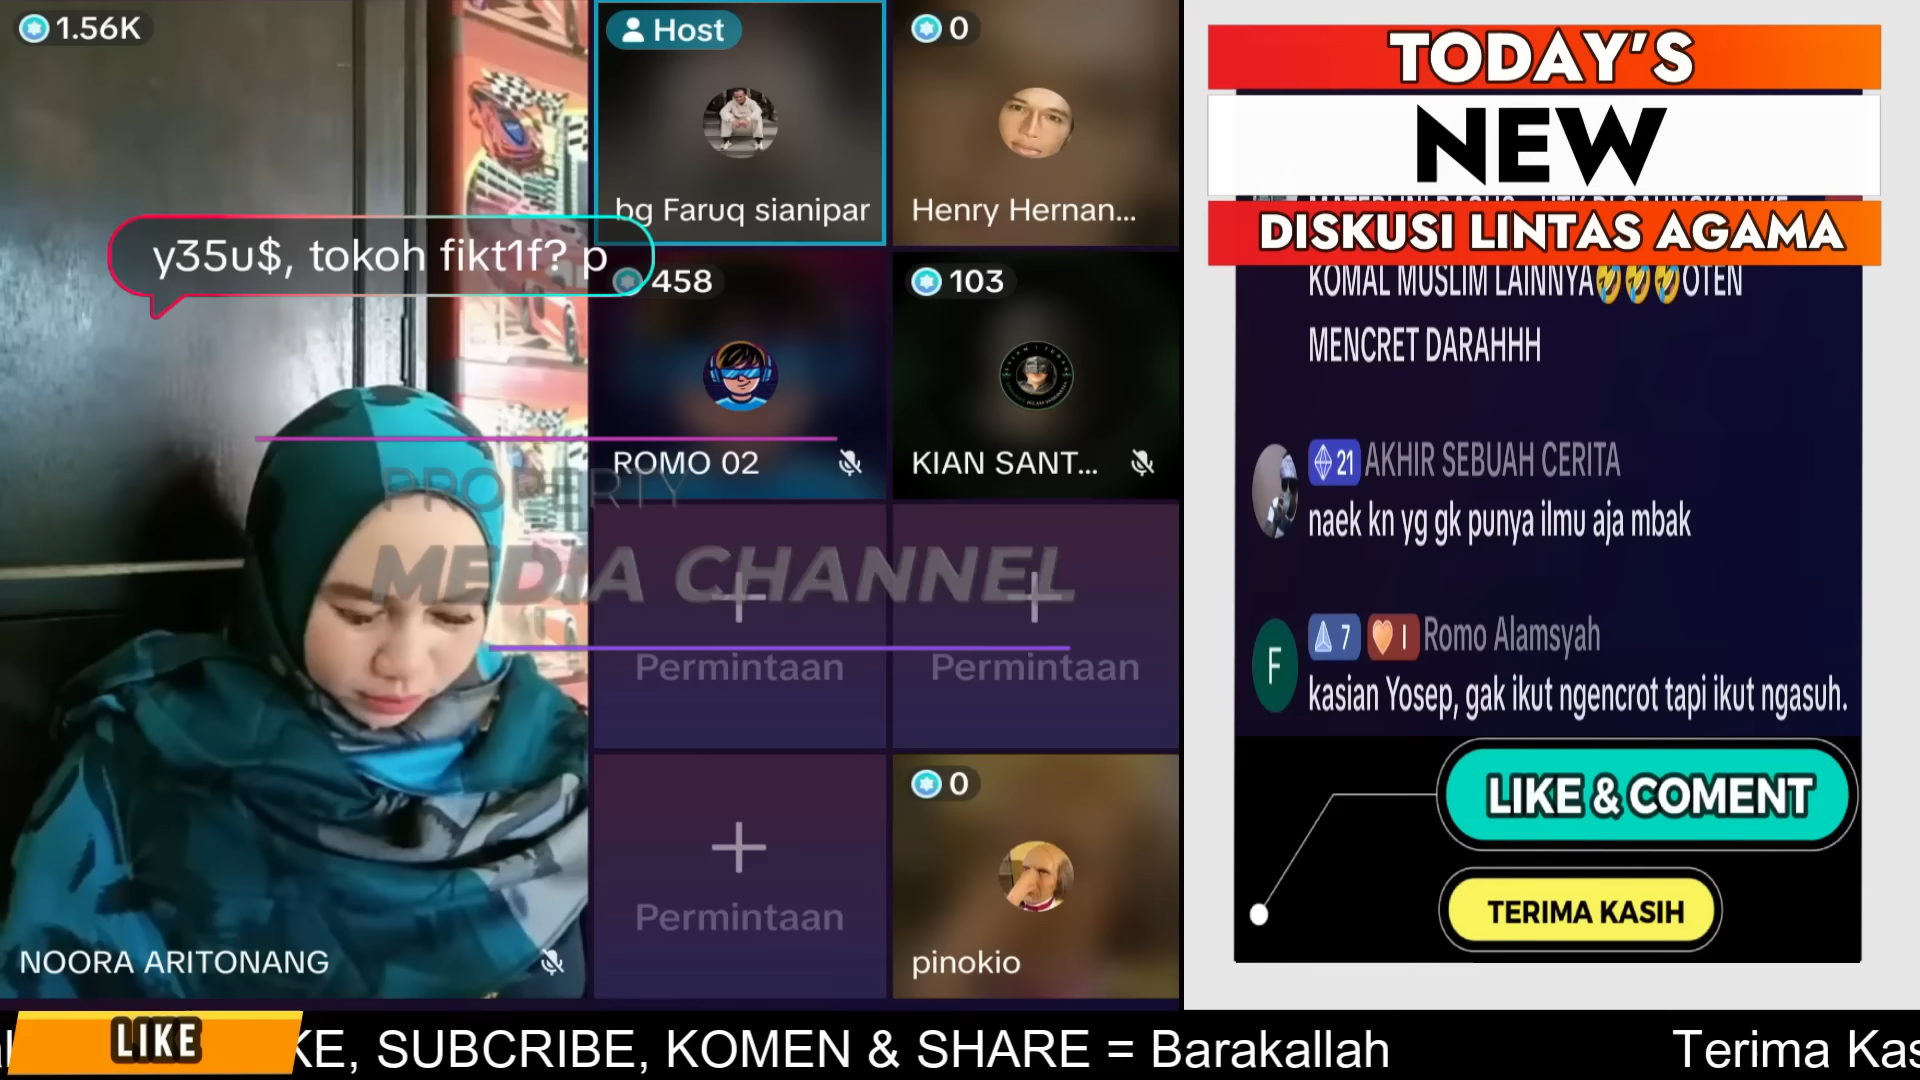 1.56K
Host
0
bg Faruq sianipar
Henry Hernan...
y35u$, tokoh fikt1f? p
458
103
ROMO 02
KIAN SANT...
PROPERTY
MEDIA CHANNEL
Permintaan
Permintaan
Permintaan
0
NOORA ARITONANG
pinokio
TODAY'S
NEW
DISKUSI LINTAS AGAMA
KOMAL MUSLIM LAINNYA🤣🤣🤣OTEN
MENCRET DARAHHH
21 AKHIR SEBUAH CERITA
naek kn yg gk punya ilmu aja mbak
F
7 1 Romo Alamsyah
kasian Yosep, gak ikut ngencrot tapi ikut ngasuh.
LIKE & COMENT
TERIMA KASIH
LIKE
KE, SUBCRIBE, KOMEN & SHARE = Barakallah
Terima Kas